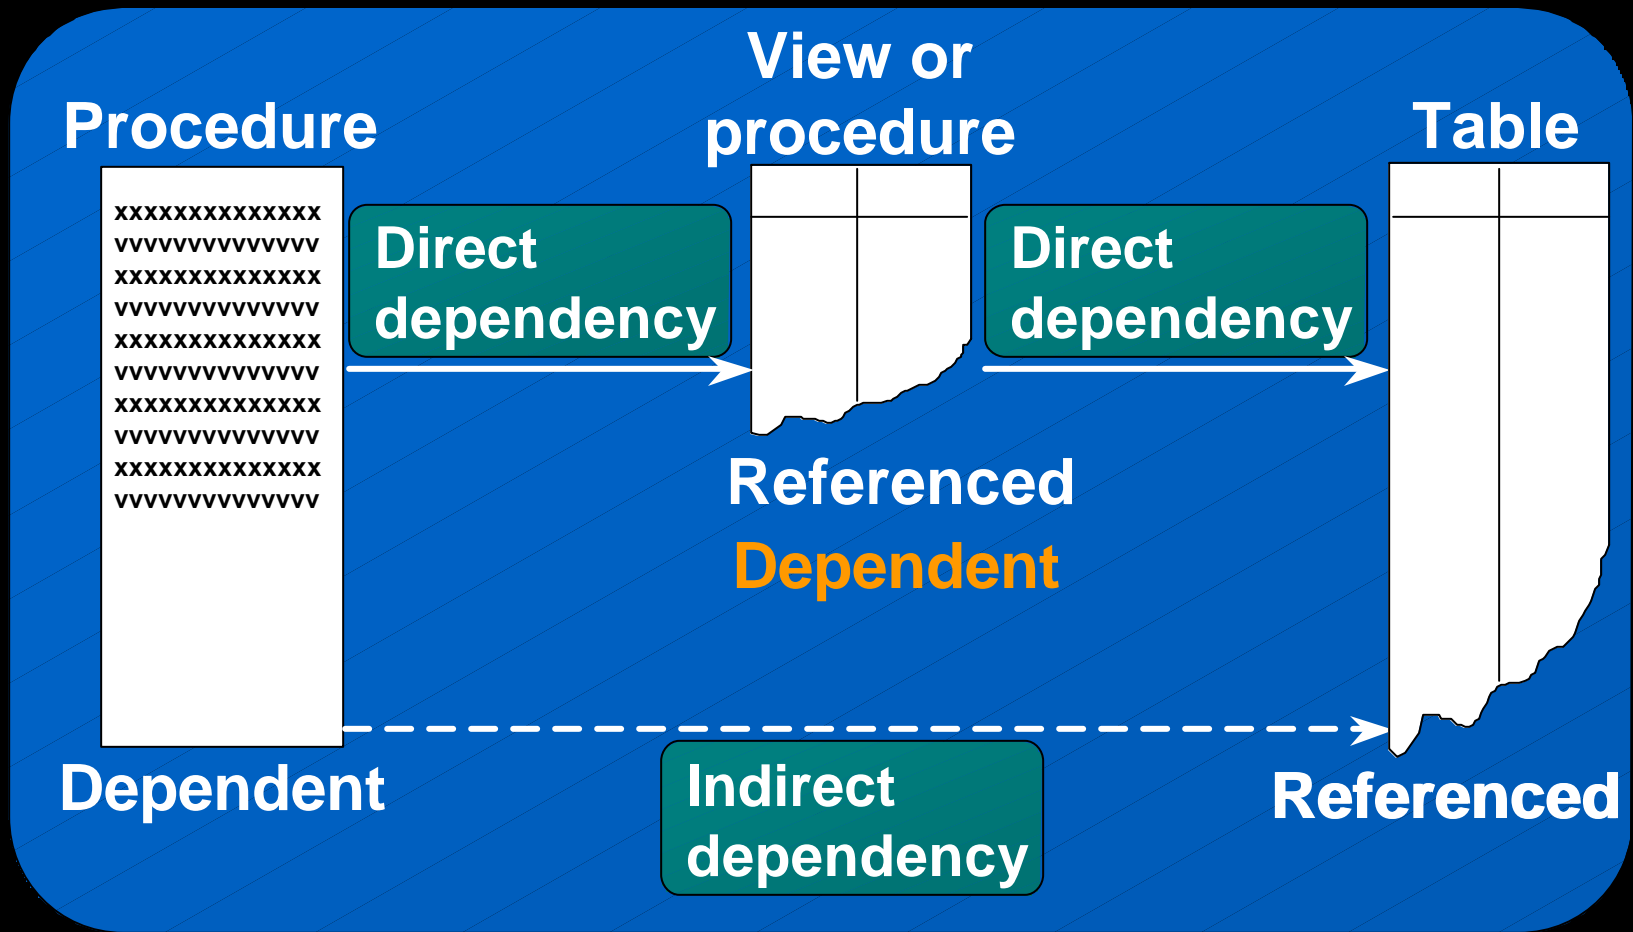 View or
procedure
Procedure
Table
xxxxxxxxxxxxxx
vvvvvvvvvvvvvv
xxxxxxxxxxxxxx
vvvvvvvvvvvvvv
xxxxxxxxxxxxxx
vvvvvvvvvvvvvv
xxxxxxxxxxxxxx
vvvvvvvvvvvvvv
xxxxxxxxxxxxxx
vvvvvvvvvvvvvv
Direct
dependency
Direct
dependency
Referenced
Dependent
Dependent
Indirect
dependency
Referenced